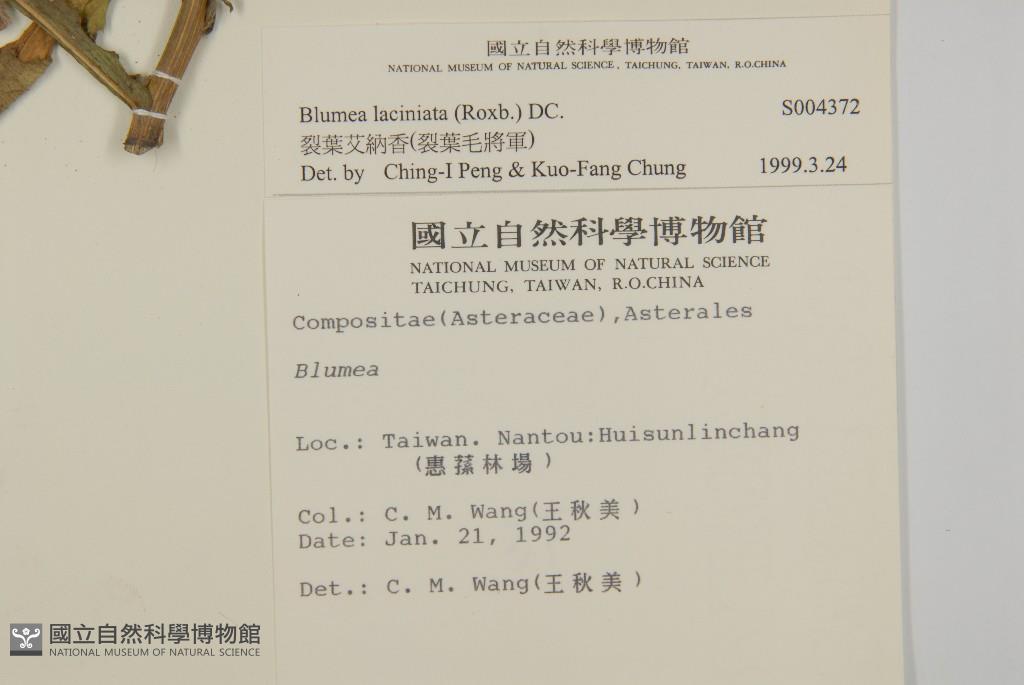 國立自然科學博物館
NATIONAL MUSEUM OF NATURAL SCIENCE, TAICHUNG, TAIWAN, R.O.CHINA
Blumea laciniata (Roxb.) DC. S004372
裂葉艾納香(裂葉毛將軍)
Det. by Ching-I Peng & Kuo-Fang Chung 1999.3.24
國立自然科學博物館
NATIONAL MUSEUM OF NATURAL SCIENCE
TAICHUNG, TAIWAN, R.O.CHINA
Compositae(Asteraceae),Asterales
Blumea
Loc.: Taiwan. Nantou:Huisunlinchang
(惠蓀林場)
Col.: C. M. Wang(王秋美)
Date: Jan. 21, 1992
Det.: C. M. Wang(王秋美)
國立自然科學博物館
NATIONAL MUSEUM OF NATURAL SCIENCE